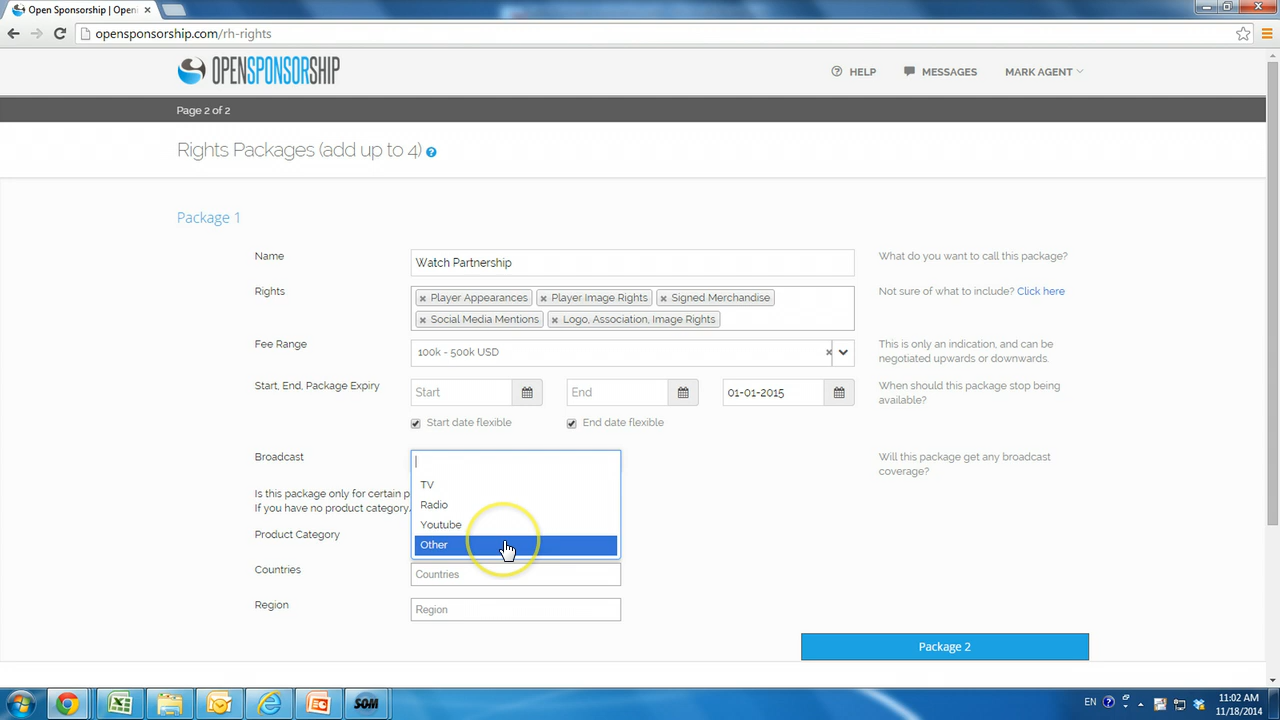 Open Sponsorship | Open
opensponsorship.com/rh-rights
OPENSPONSORSHIP
HELP
MESSAGES
MARK AGENT
Page 2 of 2
Rights Packages (add up to 4)
Package 1
Name
Watch Partnership
What do you want to call this package?
Rights
× Player Appearances
× Player Image Rights
× Signed Merchandise
× Social Media Mentions
× Logo, Association, Image Rights
Not sure of what to include? Click here
Fee Range
100k - 500k USD
This is only an indication, and can be
negotiated upwards or downwards.
Start, End, Package Expiry
Start
End
01-01-2015
When should this package stop being
available?
Start date flexible
End date flexible
Broadcast
Will this package get any broadcast
coverage?
TV
Radio
Youtube
Other
Is this package only for certain p
If you have no product category
Product Category
Countries
Countries
Region
Region
Package 2
SOM
EN
11:02 AM
11/18/2014